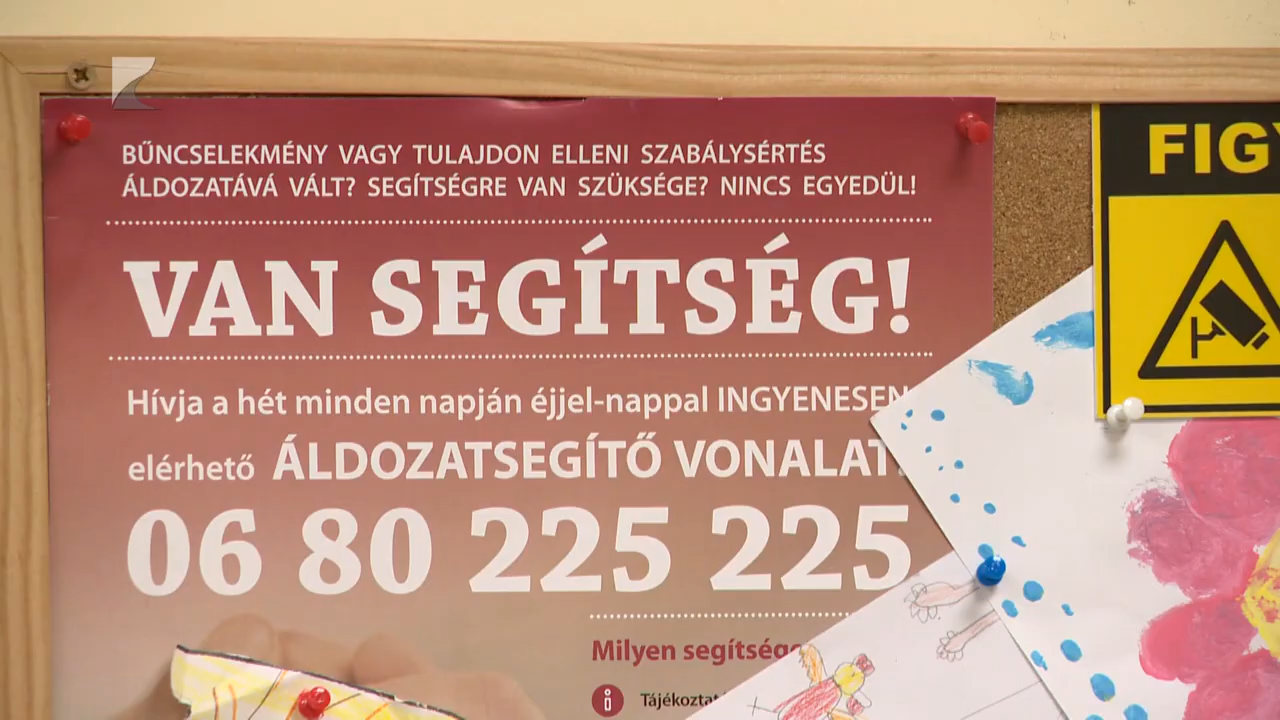 BŰNCSELEKMÉNY VAGY TULAJDON ELLENI SZABÁLYSÉRTÉS
ÁLDOZATÁVÁ VÁLT? SEGÍTSÉGRE VAN SZÜKSÉGE? NINCS EGYEDÜL!
VAN SEGÍTSÉG!
Hívja a hét minden napján éjjel-nappal INGYENESEN
elérhető ÁLDOZATSEGÍTŐ VONALAT!
06 80 225 225
Milyen
FIGY